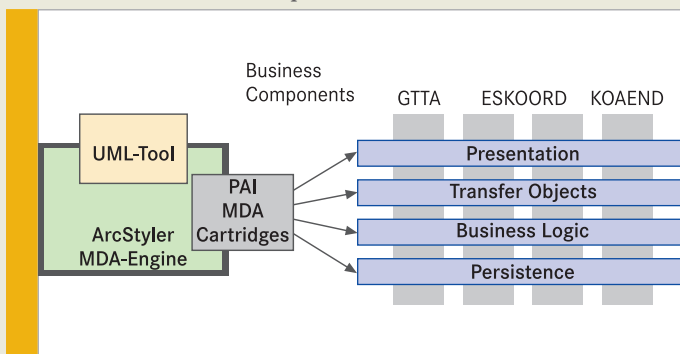 Business
Components
GTTA
ESKOORD
KOAEND
UML-Tool
PAI
MDA
Cartridges
ArcStyler
MDA-Engine
Presentation
Transfer Objects
Business Logic
Persistence